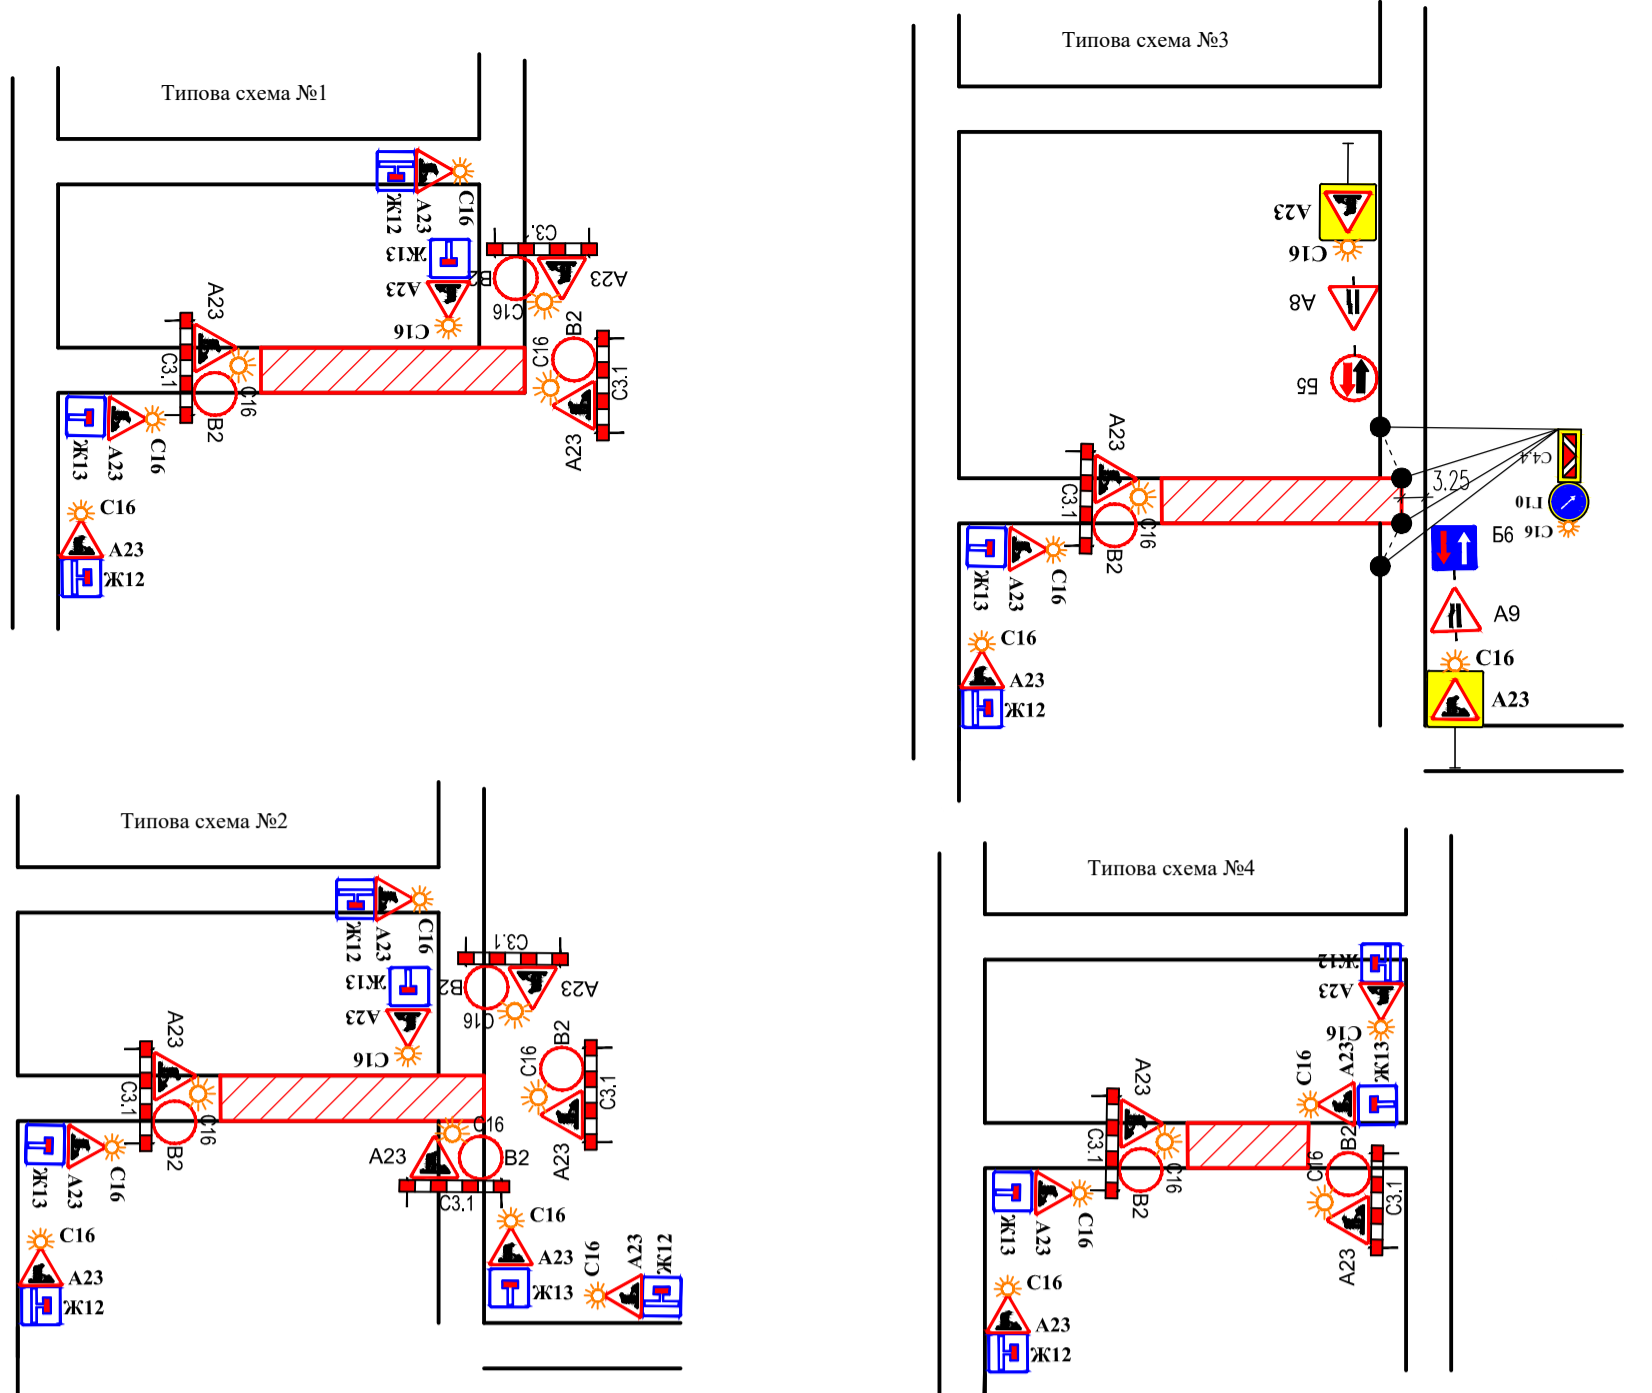 Типова схема №1
Ж12
А23
С16
Ж13
А23
С16
С3.1
В2
А23
С16
А23
С3.1
С16
В2
В2
С16
С3.1
А23
Ж13
А23
С16
С16
А23
Ж12
Типова схема №3
А23
С16
А8
Б5
А23
С3.1
С16
В2
3.25
С4.4
Г10
С16
Б6
А9
С16
А23
Ж13
А23
С16
С16
А23
Ж12
Типова схема №2
Ж12
А23
С16
Ж13
А23
С16
С3.1
В2
А23
С16
А23
С3.1
С16
В2
В2
С16
С3.1
А23
С16
А23
В2
С3.1
Ж13
А23
С16
С16
А23
Ж12
С16
А23
Ж13
С16
А23
Ж12
Типова схема №4
Ж12
А23
С16
С16
А23
Ж13
А23
С3.1
С16
В2
В2
С16
С3.1
А23
Ж13
А23
С16
С16
А23
Ж12